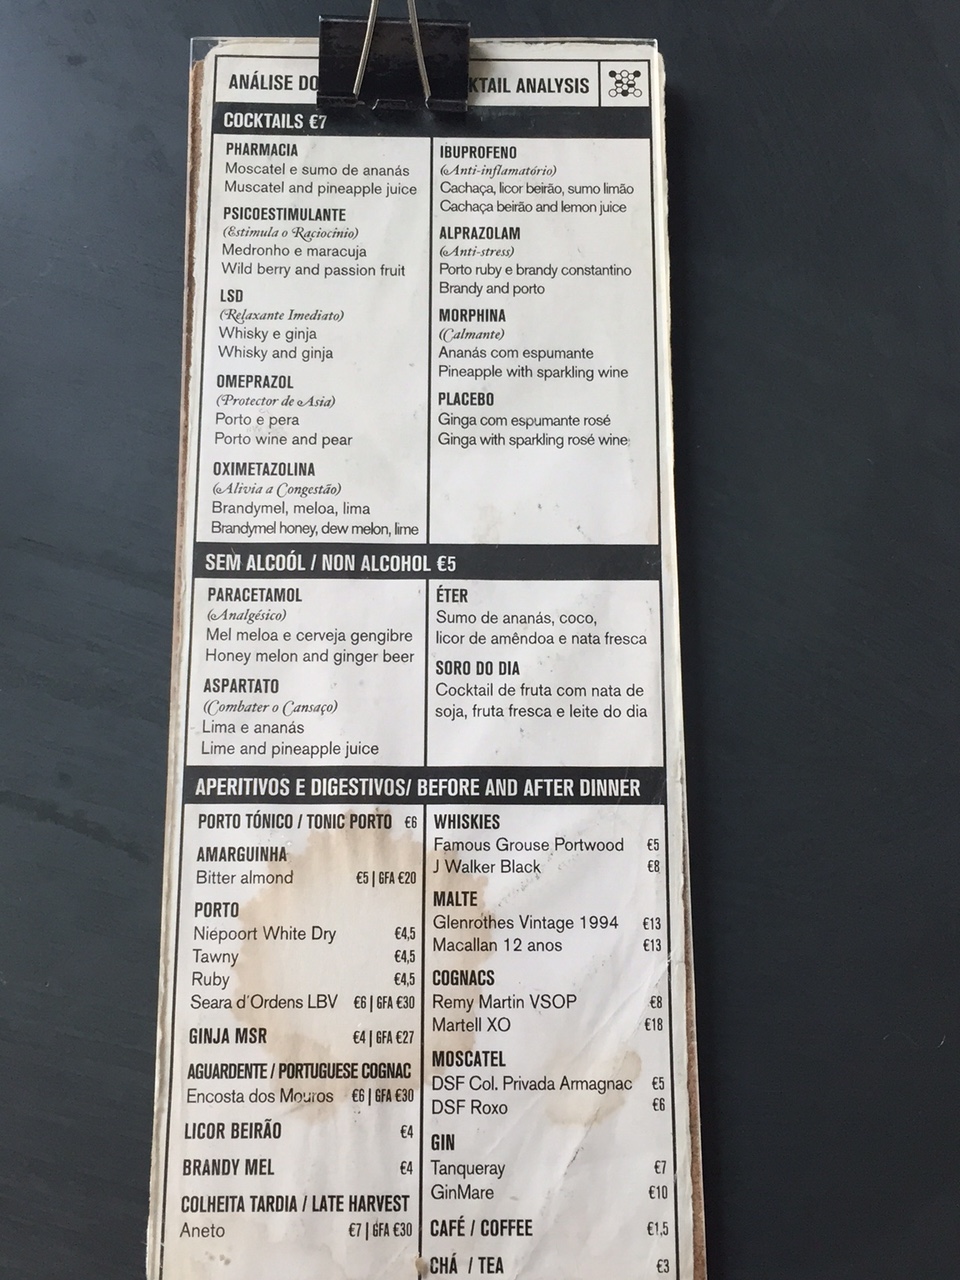 ANÁLISE DO
KTAIL ANALYSIS
COCKTAILS €7
PHARMACIA
Moscatel e sumo de ananás
Muscatel and pineapple juice
PSICOESTIMULANTE
(Estimula o Raciocínio)
Medronho e maracuja
Wild berry and passion fruit
LSD
(Relaxante Imediato)
Whisky e ginja
Whisky and ginja
OMEPRAZOL
(Protector de Asia)
Porto e pera
Porto wine and pear
OXIMETAZOLINA
(Alivia a Congestão)
Brandymel, meloa, lima
Brandymel honey, dew melon, lime
IBUPROFENO
(Anti-inflamatório)
Cachaça, licor beirão, sumo limão
Cachaça beirão and lemon juice
ALPRAZOLAM
(Anti-stress)
Porto ruby e brandy constantino
Brandy and porto
MORPHINA
(Calmante)
Ananás com espumante
Pineapple with sparkling wine
PLACEBO
Ginga com espumante rosé
Ginga with sparkling rosé wine
SEM ALCOÓL / NON ALCOHOL €5
PARACETAMOL
(Analgésico)
Mel meloa e cerveja gengibre
Honey melon and ginger beer
ASPARTATO
(Combater o Cansaço)
Lima e ananás
Lime and pineapple juice
ÉTER
Sumo de ananás, coco,
licor de amêndoa e nata fresca
SORO DO DIA
Cocktail de fruta com nata de
soja, fruta fresca e leite do dia
APERITIVOS E DIGESTIVOS/ BEFORE AND AFTER DINNER
PORTO TÓNICO / TONIC PORTO €6
AMARGUINHA
Bitter almond €5 | GFA €20
PORTO
Niepoort White Dry €4,5
Tawny €4,5
Ruby €4,5
Seara d'Ordens LBV €6 | GFA €30
GINJA MSR €4 | GFA €27
AGUARDENTE / PORTUGUESE COGNAC
Encosta dos Mouros €6 | GFA €30
LICOR BEIRÃO €4
BRANDY MEL €4
COLHEITA TARDIA / LATE HARVEST
Aneto €7 | GFA €30
WHISKIES
Famous Grouse Portwood €5
J Walker Black €8
MALTE
Glenrothes Vintage 1994 €13
Macallan 12 anos €13
COGNACS
Remy Martin VSOP €8
Martell XO €18
MOSCATEL
DSF Col. Privada Armagnac €5
DSF Roxo €6
GIN
Tanqueray €7
GinMare €10
CAFÉ / COFFEE €1,5
CHÁ / TEA €3